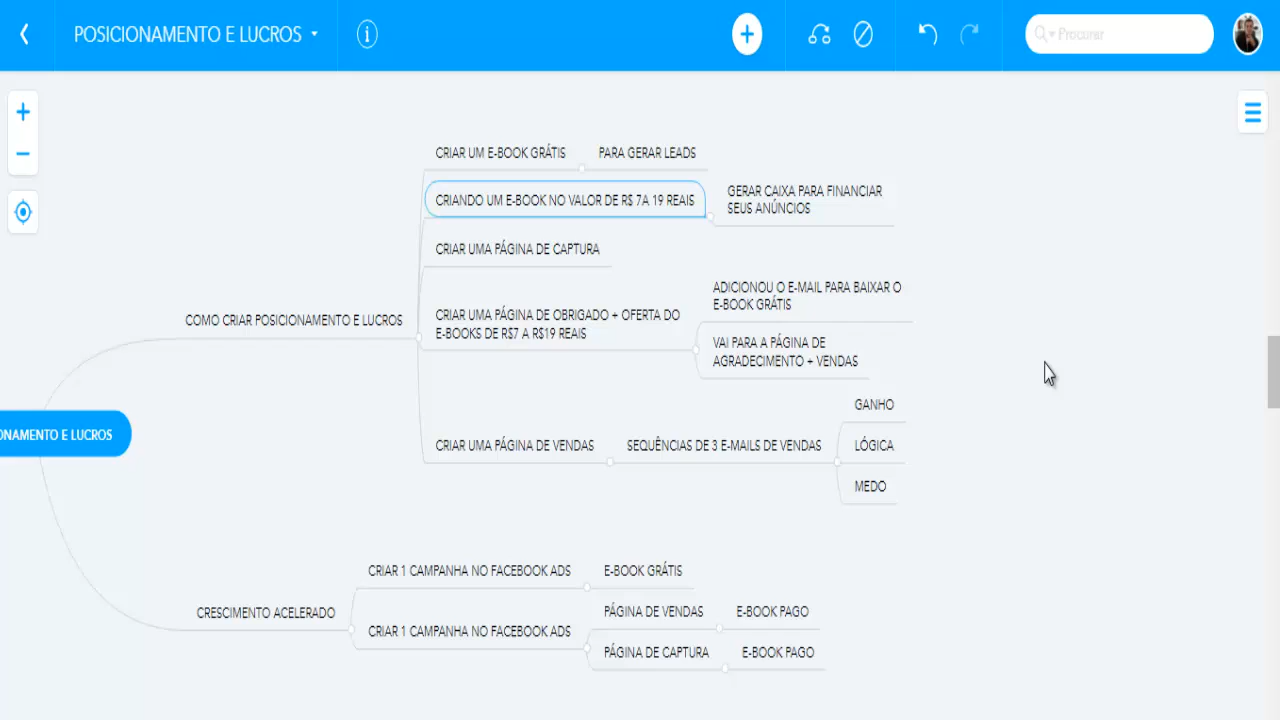 POSICIONAMENTO E LUCROS
Procurar
CRIAR UM E-BOOK GRÁTIS
PARA GERAR LEADS
CRIANDO UM E-BOOK NO VALOR DE R$ 7A 19 REAIS
GERAR CAIXA PARA FINANCIAR
SEUS ANÚNCIOS
CRIAR UMA PÁGINA DE CAPTURA
COMO CRIAR POSICIONAMENTO E LUCROS
CRIAR UMA PÁGINA DE OBRIGADO + OFERTA DO
E-BOOKS DE R$7 A R$19 REAIS
ADICIONOU O E-MAIL PARA BAIXAR O
E-BOOK GRÁTIS
VAI PARA A PÁGINA DE
AGRADECIMENTO + VENDAS
CRIAR UMA PÁGINA DE VENDAS
SEQUÊNCIAS DE 3 E-MAILS DE VENDAS
GANHO
LÓGICA
MEDO
ONAMENTO E LUCROS
CRESCIMENTO ACELERADO
CRIAR 1 CAMPANHA NO FACEBOOK ADS
E-BOOK GRÁTIS
CRIAR 1 CAMPANHA NO FACEBOOK ADS
PÁGINA DE VENDAS
E-BOOK PAGO
PÁGINA DE CAPTURA
E-BOOK PAGO